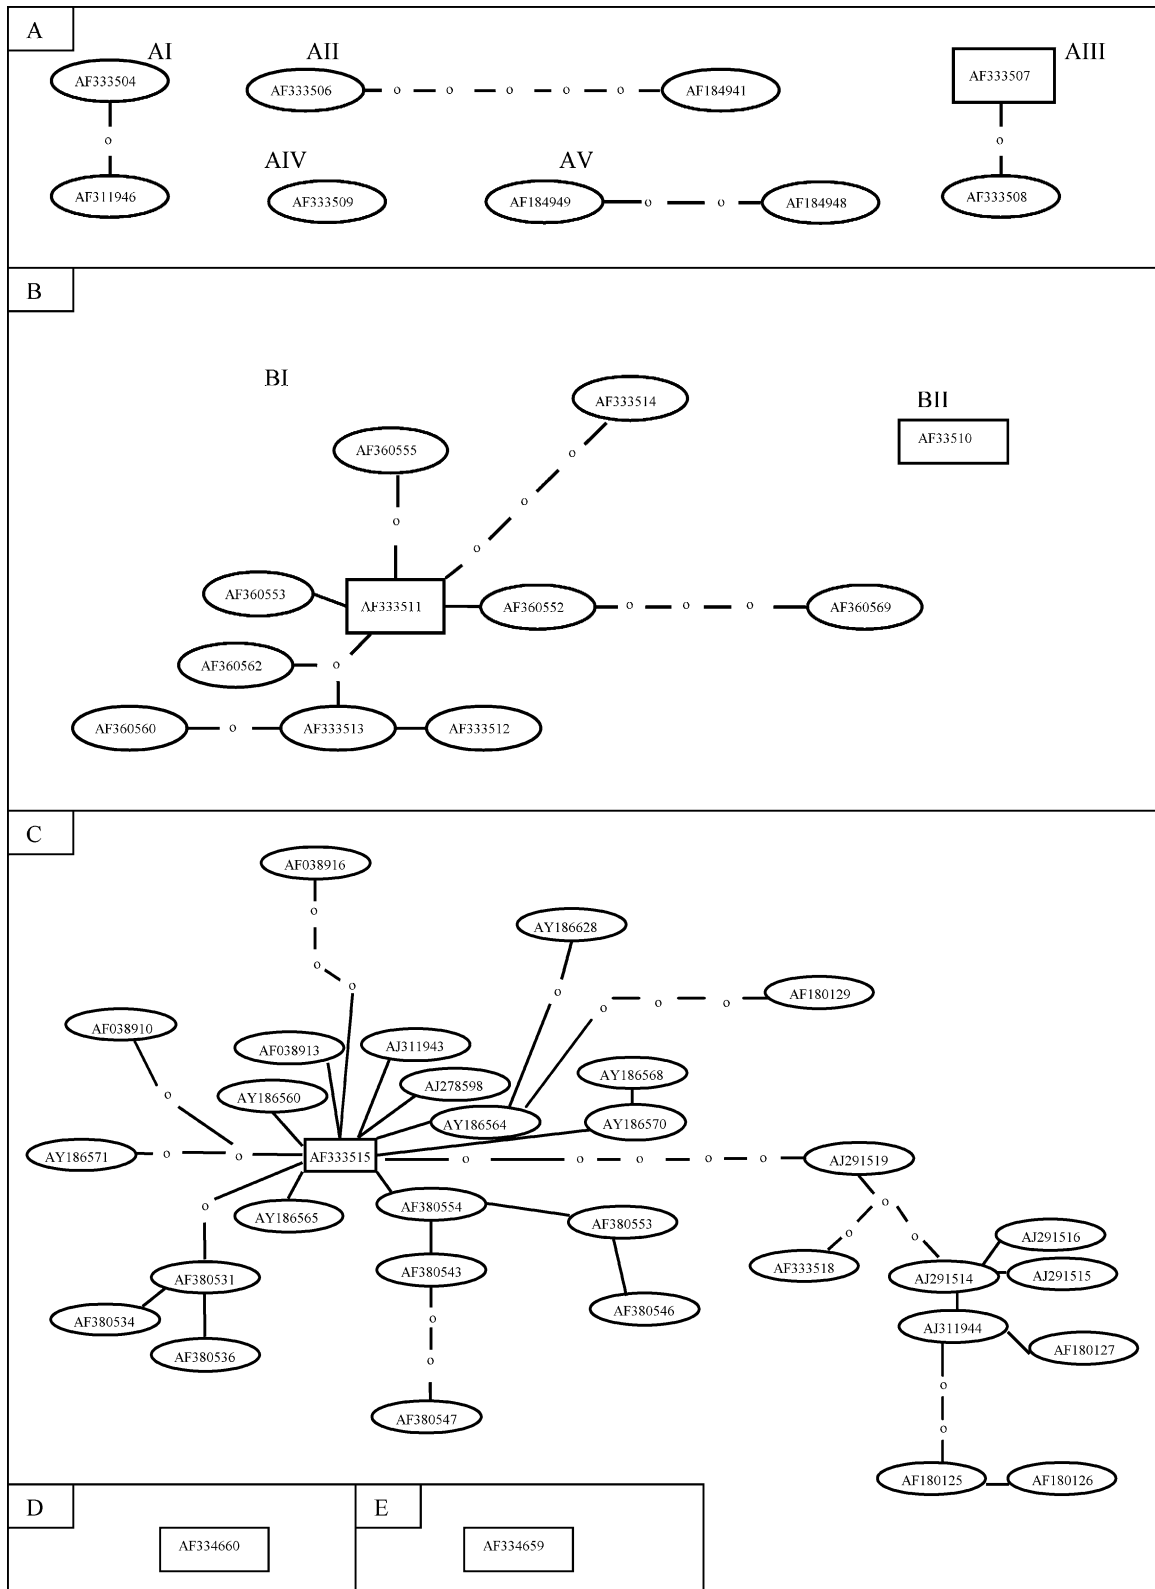 A
AI
AII
AIII
AF333504
AF333506
o o o o o
AF184941
AF333507
o
o
AIV
AV
AF311946
AF333509
AF184949
o o
AF184948
AF333508
B
BI
AF333514
BII
AF33510
AF360555
o
o
o
o
AF360553
AF333511
AF360552
o o o
AF360569
AF360562
o
AF360560
o
AF333513
AF333512
C
AF038916
o
AY186628
o
o
o
AF180129
o o o
AF038910
AF038913
AJ311943
AY186568
AJ278598
o
AY186560
AY186564
AY186570
o
AY186571
o
AF333515
o o o o o
AJ291519
o
AF380554
o
AY186565
AF380553
o
AJ291516
o
AF333518
AF380531
AF380543
AJ291514
AJ291515
AF380534
AF380546
o
AJ311944
AF380536
o
AF180127
o
AF380547
o
AF180125
AF180126
D
E
AF334660
AF334659